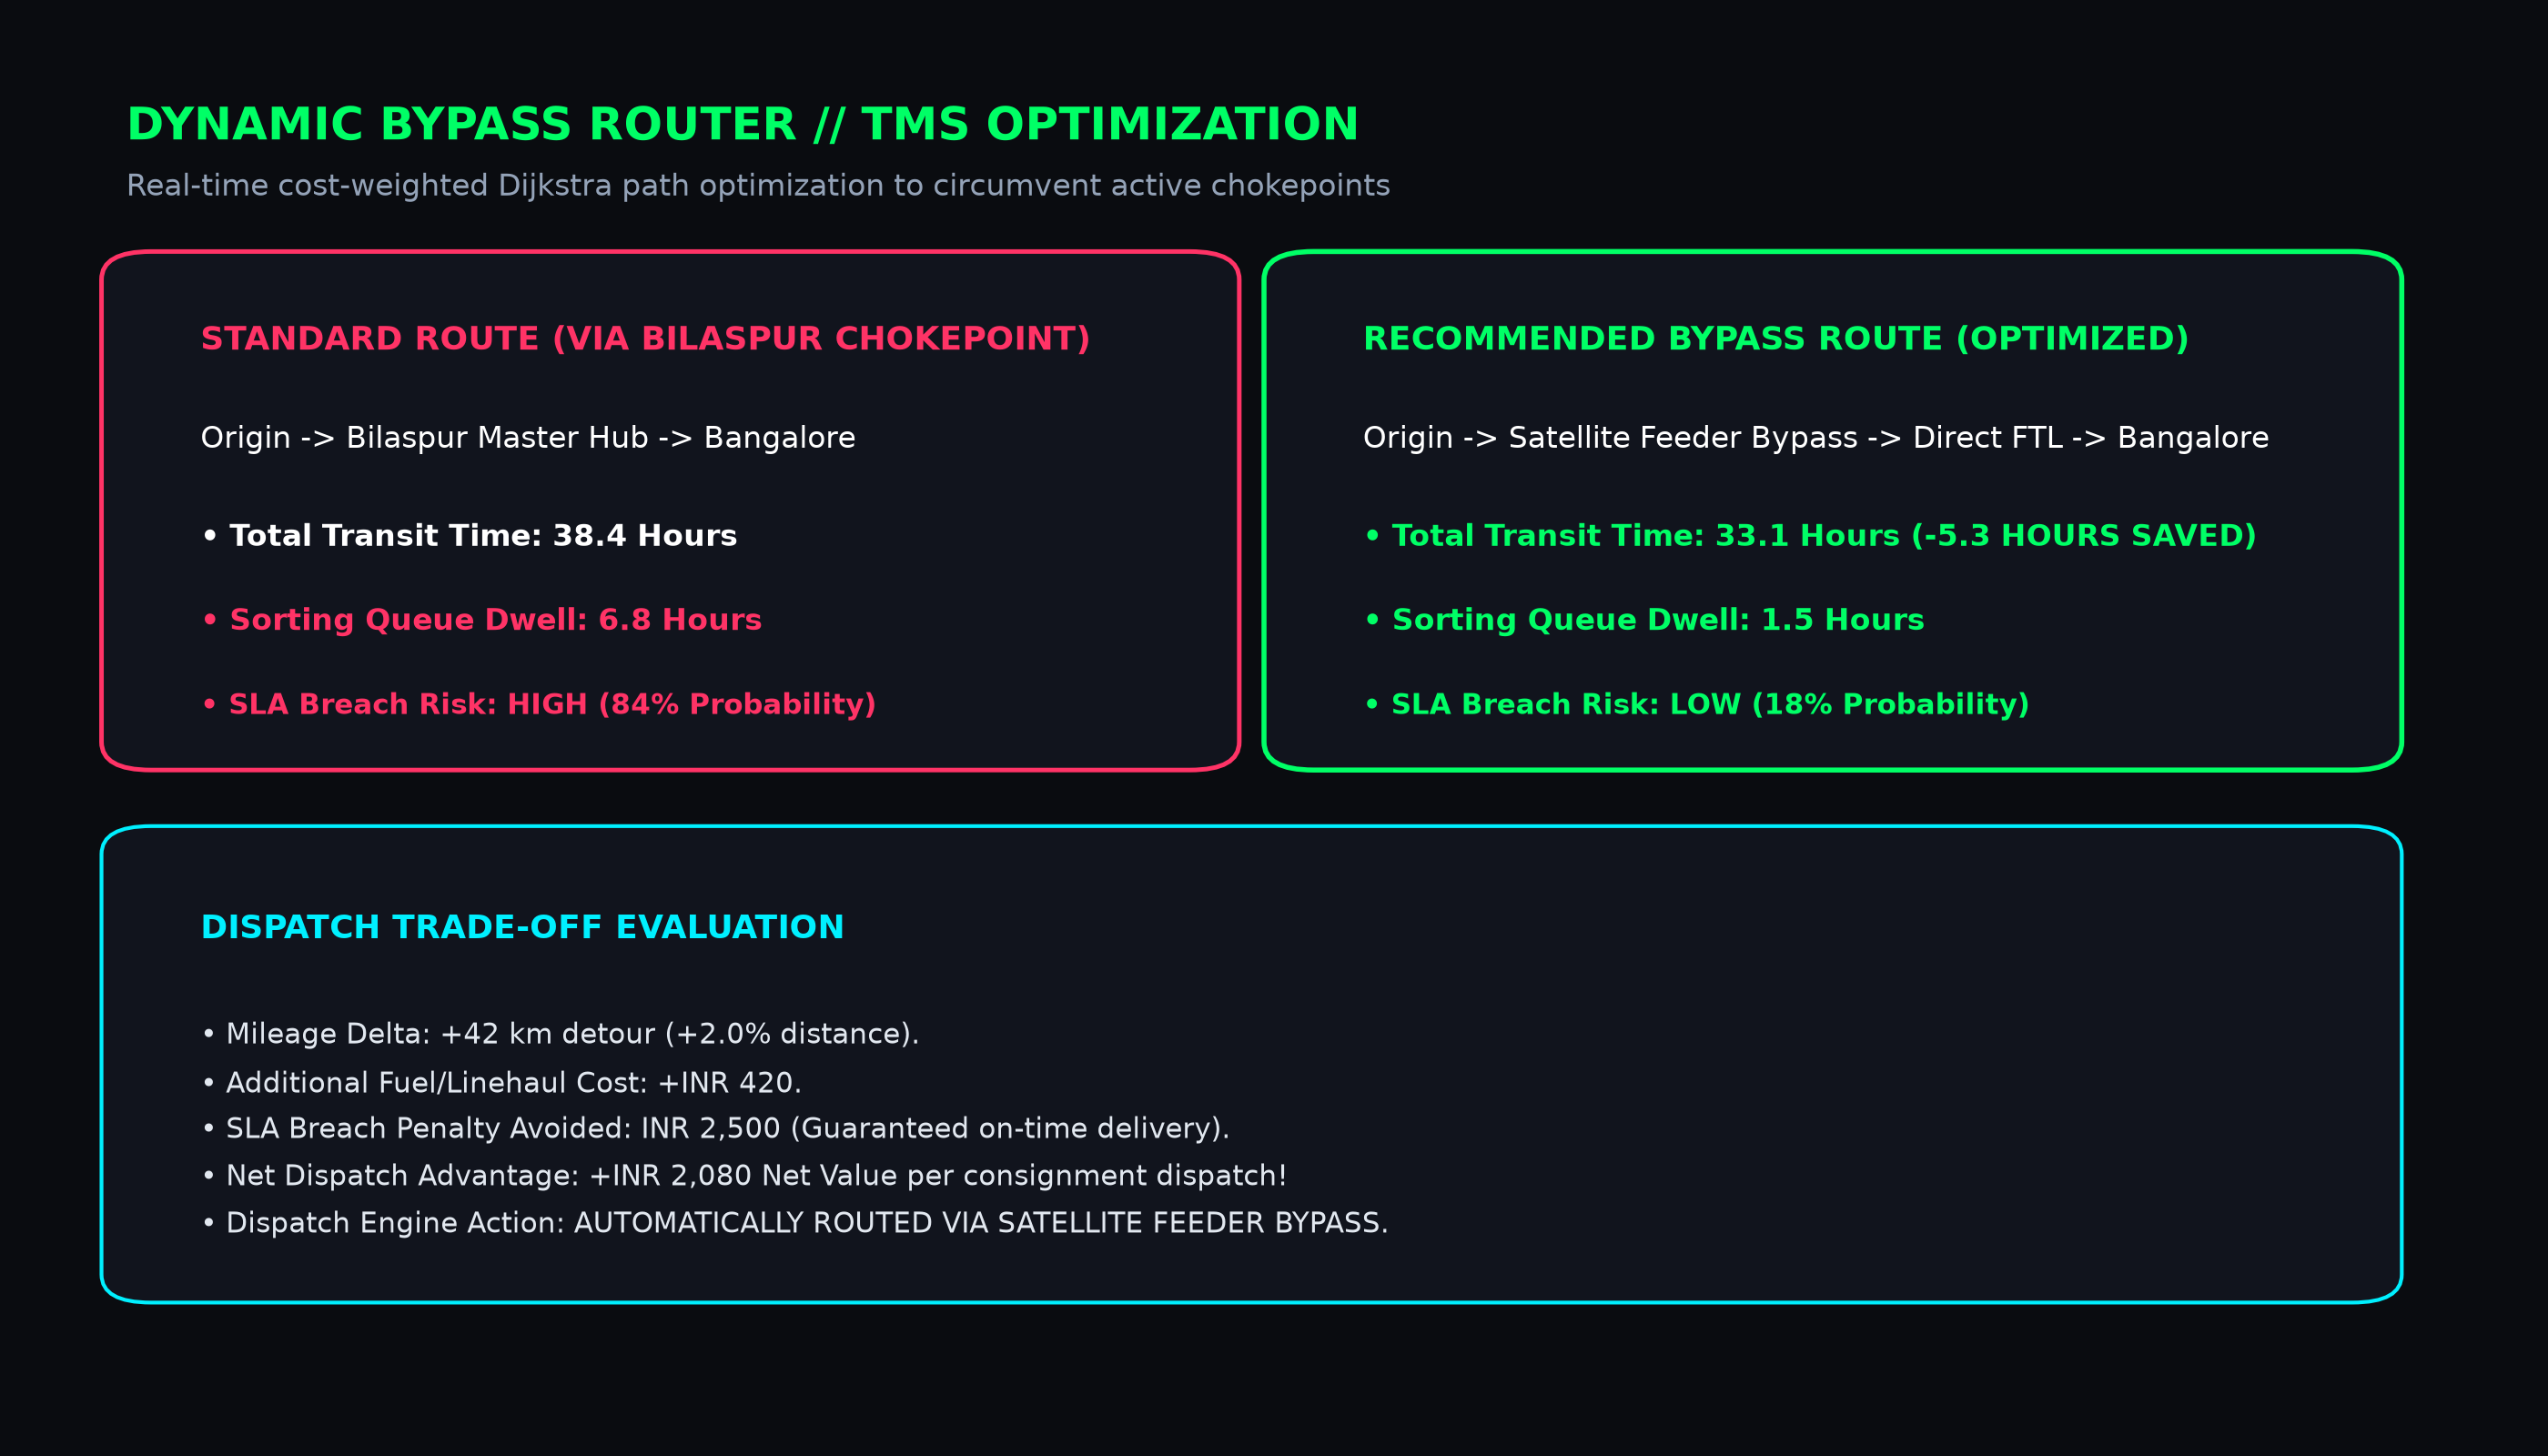 DYNAMIC BYPASS ROUTER // TMS OPTIMIZATION
Real-time cost-weighted Dijkstra path optimization to circumvent active chokepoints
STANDARD ROUTE (VIA BILASPUR CHOKEPOINT)
Origin -> Bilaspur Master Hub -> Bangalore
• Total Transit Time: 38.4 Hours
• Sorting Queue Dwell: 6.8 Hours
• SLA Breach Risk: HIGH (84% Probability)
RECOMMENDED BYPASS ROUTE (OPTIMIZED)
Origin -> Satellite Feeder Bypass -> Direct FTL -> Bangalore
• Total Transit Time: 33.1 Hours (-5.3 HOURS SAVED)
• Sorting Queue Dwell: 1.5 Hours
• SLA Breach Risk: LOW (18% Probability)
DISPATCH TRADE-OFF EVALUATION
• Mileage Delta: +42 km detour (+2.0% distance).
• Additional Fuel/Linehaul Cost: +INR 420.
• SLA Breach Penalty Avoided: INR 2,500 (Guaranteed on-time delivery).
• Net Dispatch Advantage: +INR 2,080 Net Value per consignment dispatch!
• Dispatch Engine Action: AUTOMATICALLY ROUTED VIA SATELLITE FEEDER BYPASS.